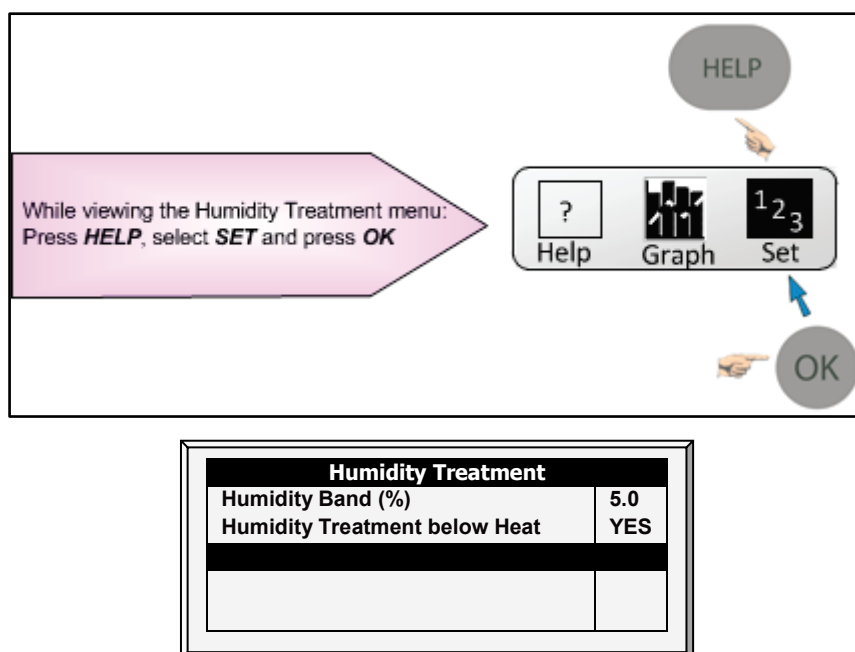 HELP
While viewing the Humidity Treatment menu:
Press HELP, select SET and press OK
?
123
Help Graph Set
OK
Humidity Treatment
Humidity Band (%) 5.0
Humidity Treatment below Heat YES